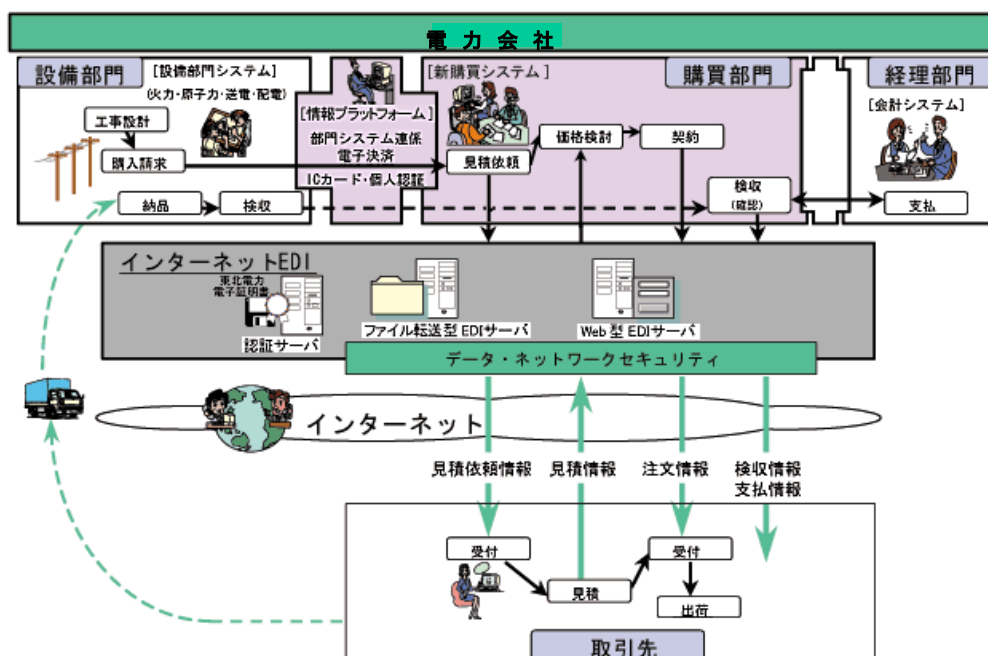 電力会社
設備部門
[設備部門システム]
(火力・原子力・送電・配電)
工事設計
購入請求
納品
検収
[情報プラットフォーム]
部門システム連係
電子決済
ICカード・個人認証
[新購買システム]
購買部門
見積依頼
価格検討
契約
検収
(確認)
経理部門
[会計システム]
支払
インターネットEDI
東北電力
電子証明書
認証サーバ
ファイル転送型EDIサーバ
Web型EDIサーバ
データ・ネットワークセキュリティ
インターネット
見積依頼情報
見積情報
注文情報
検収情報
支払情報
受付
見積
受付
出荷
取引先